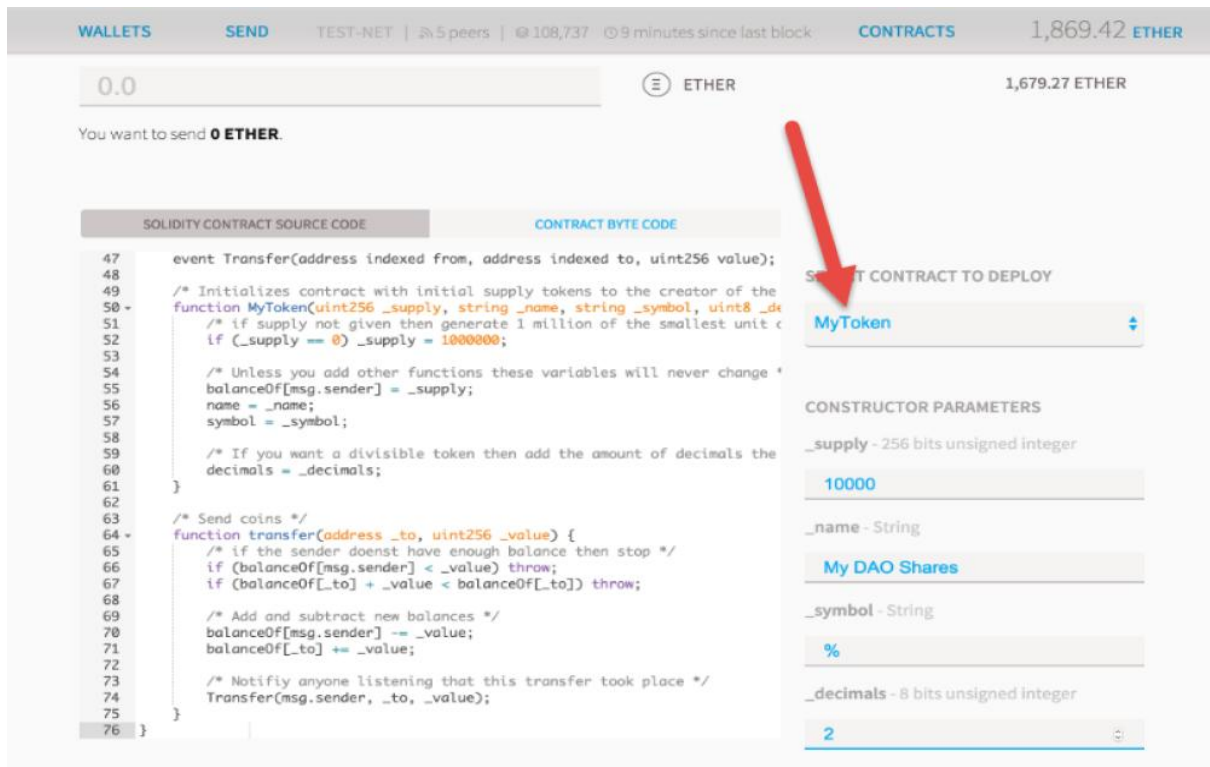 WALLETS SEND TEST-NET | 5 peers | 108,737 9 minutes since last block CONTRACTS 1,869.42 ETHER
0.0 ETHER 1,679.27 ETHER
You want to send 0 ETHER.
SOLIDITY CONTRACT SOURCE CODE CONTRACT BYTE CODE
47 event Transfer(address indexed from, address indexed to, uint256 value);
48
49 /* Initializes contract with initial supply tokens to the creator of the
50 function MyToken(uint256 _supply, string _name, string _symbol, uint8 _de
51 /* if supply not given then generate 1 million of the smallest unit
52 if (_supply == 0) _supply = 1000000;
53
54 /* Unless you add other functions these variables will never change *
55 balanceOf[msg.sender] = _supply;
56 name = _name;
57 symbol = _symbol;
58
59 /* If you want a divisible token then add the amount of decimals the
60 decimals = _decimals;
61 }
62
63 /* Send coins */
64 function transfer(address _to, uint256 _value) {
65 /* if the sender doenst have enough balance then stop */
66 if (balanceOf[msg.sender] < _value) throw;
67 if (balanceOf[_to] + _value < balanceOf[_to]) throw;
68
69 /* Add and subtract new balances */
70 balanceOf[msg.sender] -= _value;
71 balanceOf[_to] += _value;
72
73 /* Notifiy anyone listening that this transfer took place */
74 Transfer(msg.sender, _to, _value);
75 }
76 }
CONTRACT TO DEPLOY
MyToken
CONSTRUCTOR PARAMETERS
_supply - 256 bits unsigned integer
10000
_name - String
My DAO Shares
_symbol - String
%
_decimals - 8 bits unsigned integer
2